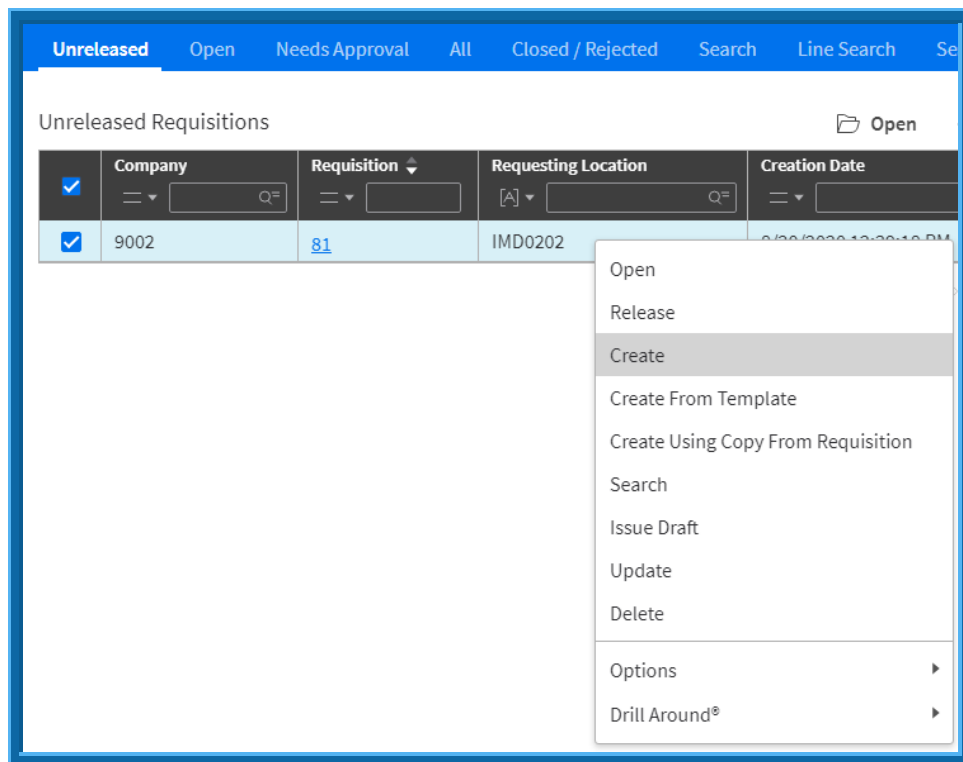 Unreleased Open Needs Approval All Closed / Rejected Search Line Search
Unreleased Requisitions Open
Company Requisition Requesting Location Creation Date
9002 81 IMD0202
Open
Release
Create
Create From Template
Create Using Copy From Requisition
Search
Issue Draft
Update
Delete
Options
Drill Around®